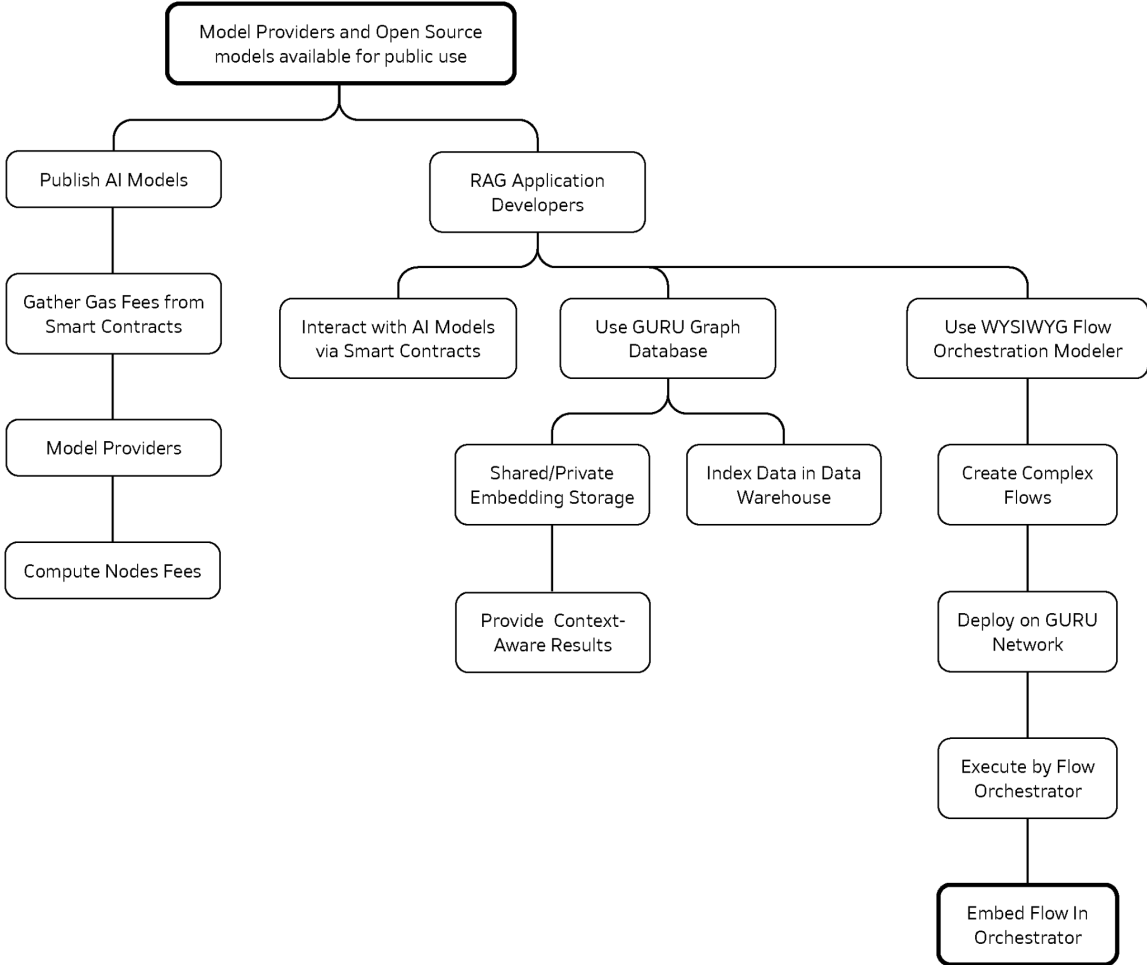 Model Providers and Open Source
models available for public use
Publish AI Models
RAG Application
Developers
Gather Gas Fees from
Smart Contracts
Interact with AI Models
via Smart Contracts
Use GURU Graph
Database
Use WYSIWYG Flow
Orchestration Modeler
Model Providers
Shared/Private
Embedding Storage
Index Data in Data
Warehouse
Create Complex
Flows
Compute Nodes Fees
Provide Context-
Aware Results
Deploy on GURU
Network
Execute by Flow
Orchestrator
Embed Flow In
Orchestrator